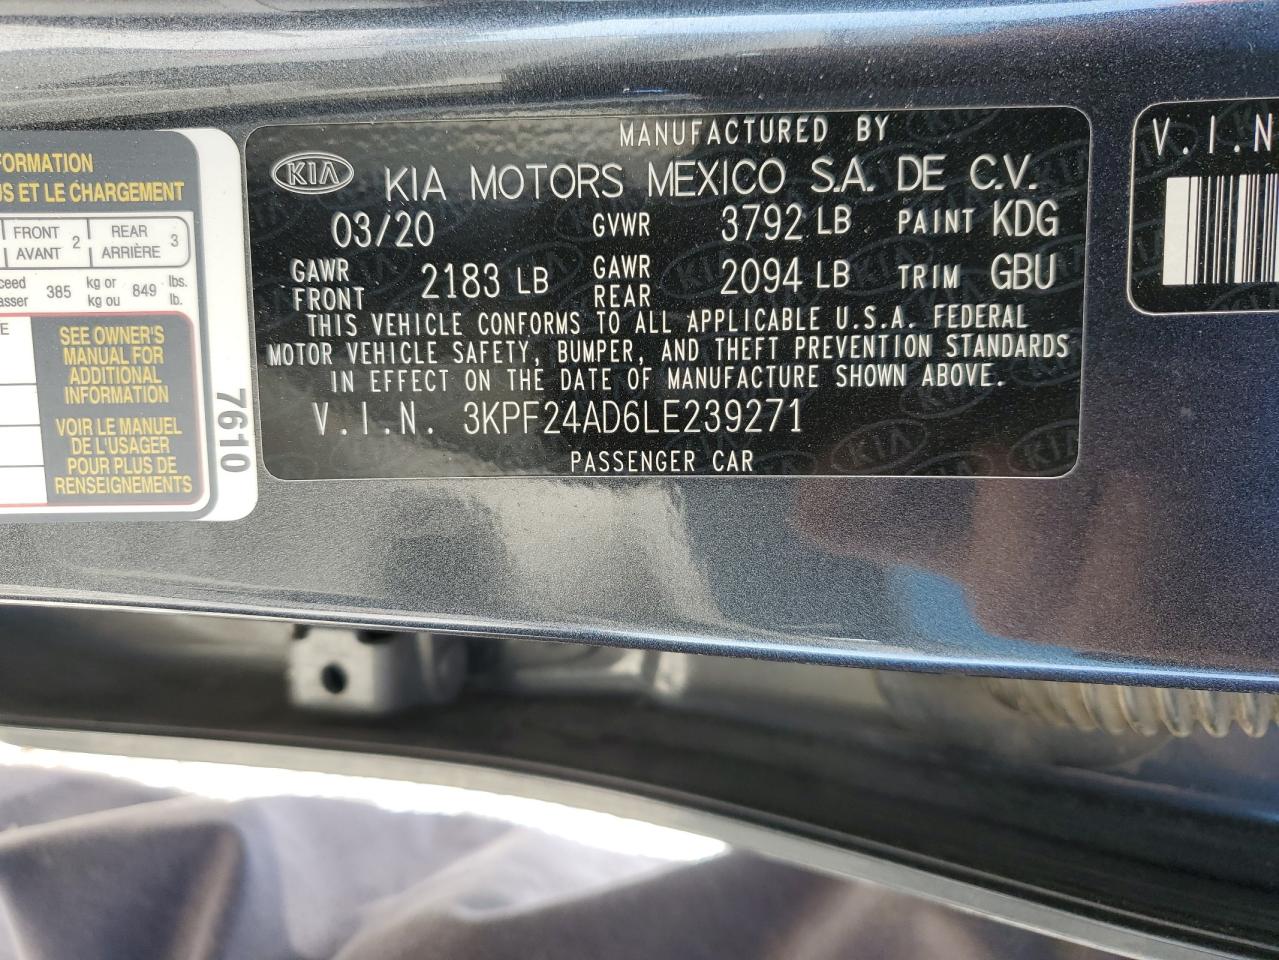 FORMATION
US ET LE CHARGEMENT
FRONT
AVANT 2
REAR
ARRIÈRE 3
ceed
asser 385 kg or
kg ou 849 lbs.
lb.
SEE OWNER'S
MANUAL FOR
ADDITIONAL
INFORMATION
VOIR LE MANUEL
DE L'USAGER
POUR PLUS DE
RENSEIGNEMENTS
7610
MANUFACTURED BY
KIA KIA MOTORS MEXICO S.A. DE C.V.
03/20 GVWR 3792 LB PAINT KDG
GAWR
FRONT 2183 LB GAWR
REAR 2094 LB TRIM GBU
THIS VEHICLE CONFORMS TO ALL APPLICABLE U.S.A. FEDERAL
MOTOR VEHICLE SAFETY, BUMPER, AND THEFT PREVENTION STANDARDS
IN EFFECT ON THE DATE OF MANUFACTURE SHOWN ABOVE.
V.I.N. 3KPF24AD6LE239271
PASSENGER CAR
V.I.N